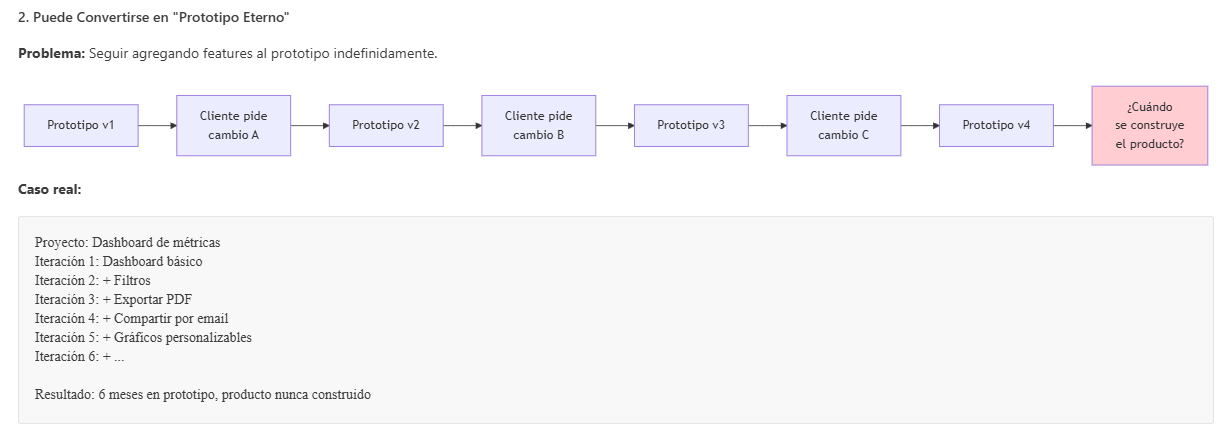 2. Puede Convertirse en "Prototipo Eterno"
Problema: Seguir agregando features al prototipo indefinidamente.
Prototipo v1
Cliente pide
cambio A
Prototipo v2
Cliente pide
cambio B
Prototipo v3
Cliente pide
cambio C
Prototipo v4
¿Cuándo
se construye
el producto?
Caso real:
Proyecto: Dashboard de métricas
Iteración 1: Dashboard básico
Iteración 2: + Filtros
Iteración 3: + Exportar PDF
Iteración 4: + Compartir por email
Iteración 5: + Gráficos personalizables
Iteración 6: + ...
Resultado: 6 meses en prototipo, producto nunca construido